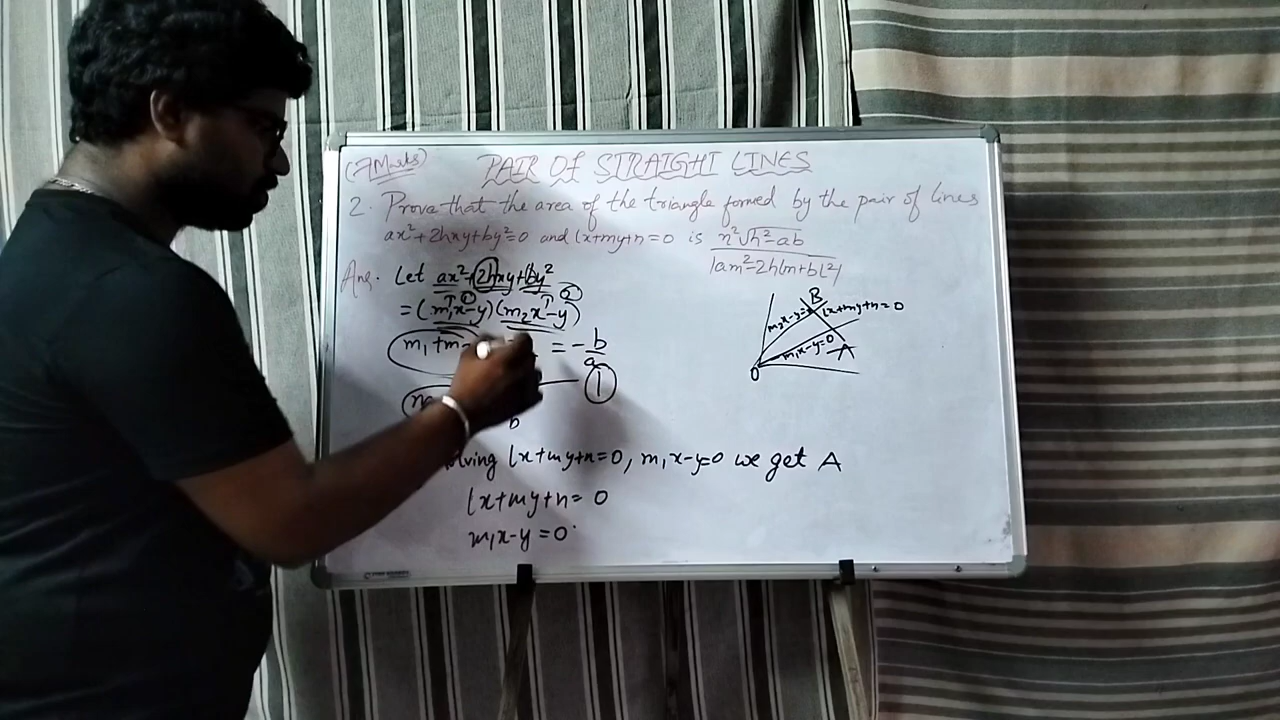 (7 Marks) PAIR OF STRAIGHT LINES
2. Prove that the area of the triangle formed by the pair of lines
ax²+2hxy+by²=0 and lx+my+n=0 is n²√h²-ab
|am²-2hlm+bl²|
Ans. Let ax²+2hxy+by²
=(m₁x-y)(m₂x-y)
m₁+m
= -b
a
1
b
lx+my+n=0, m₁x-y=0 we get A
lx+my+n=0
m₁x-y=0
B
lx+my+n=0
m₂x-y=
m₁x-y=0
A
O